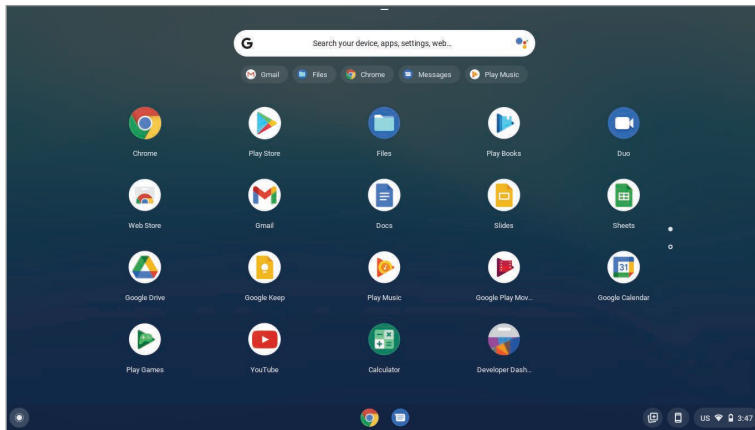 G Search your device, apps, settings, web...
Gmail Files Chrome Messages Play Music
Chrome Play Store Files Play Books Duo
Web Store Gmail Docs Slides Sheets
31
Google Drive Google Keep Play Music Google Play Mov... Google Calendar
Play Games YouTube Calculator Developer Dash...
US 3:47